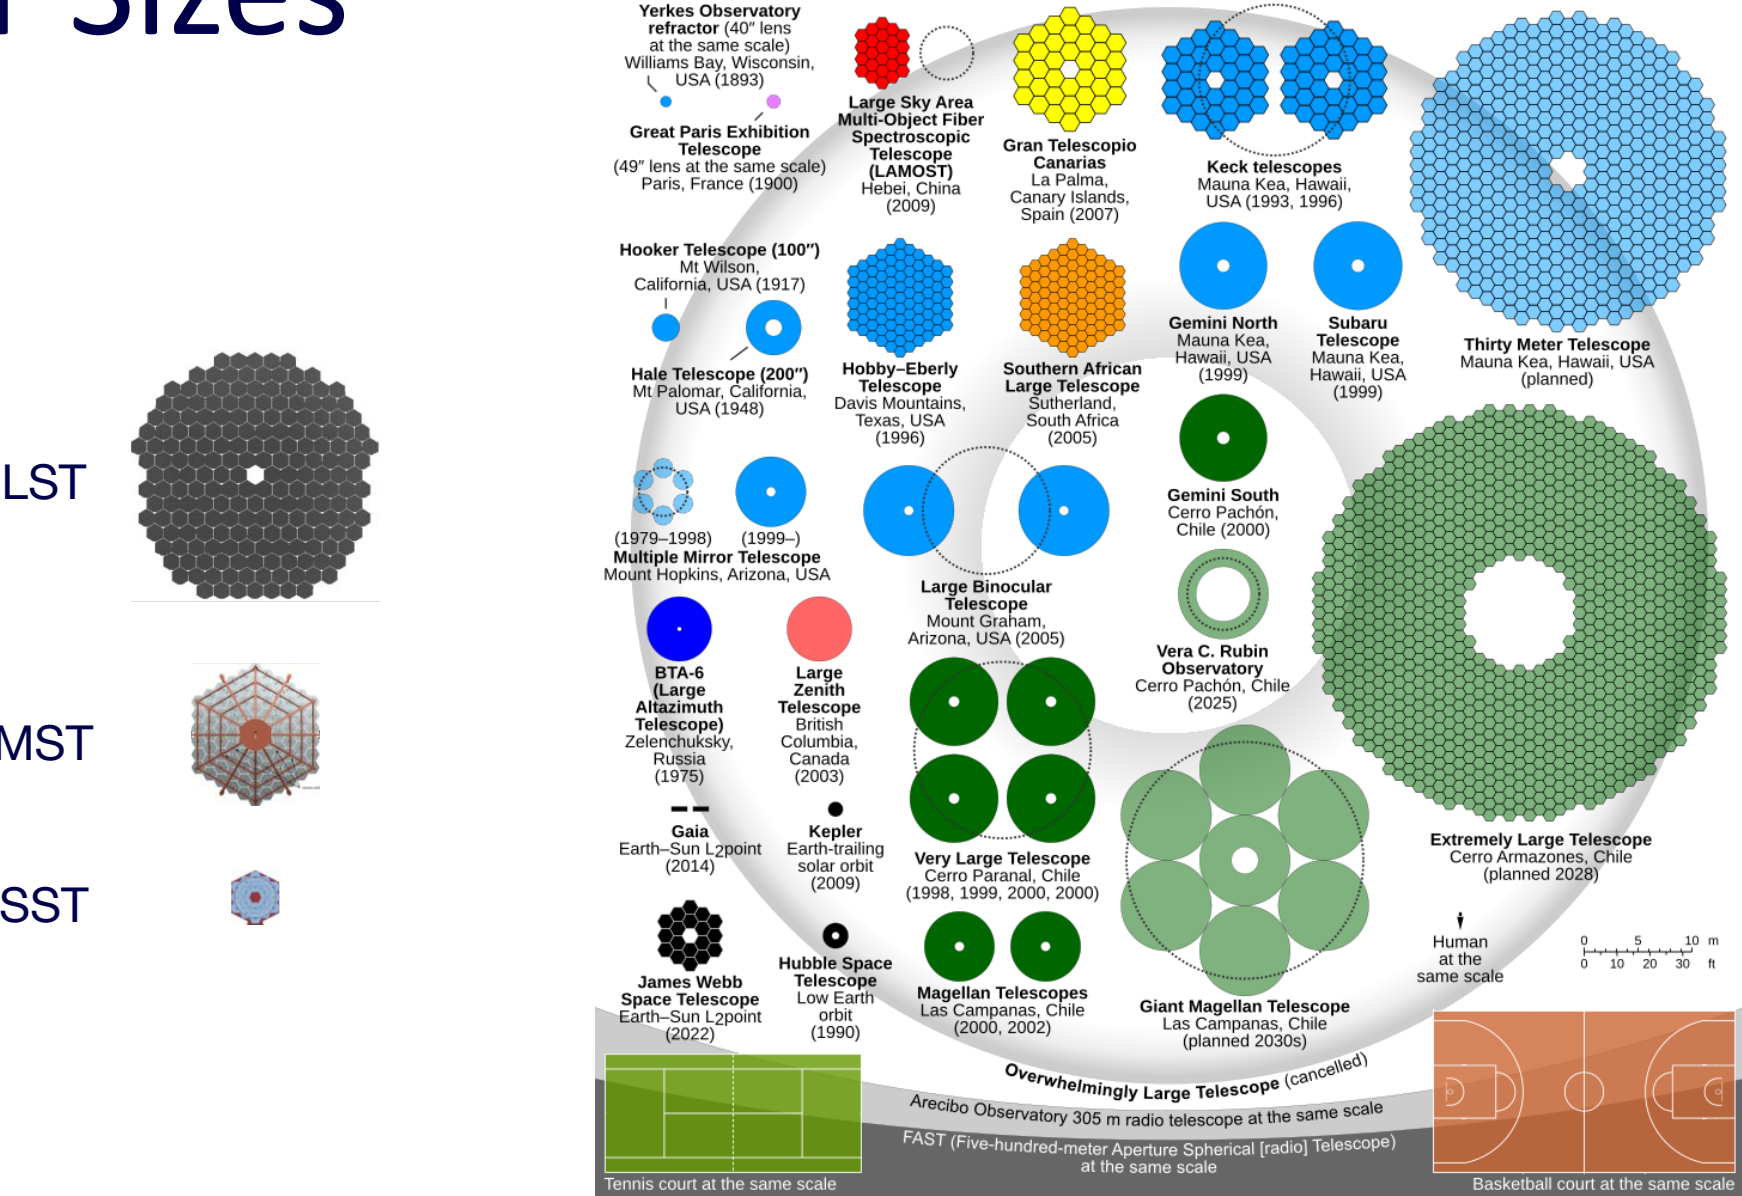 Sizes
LST
MST
SST
Yerkes Observatory
refractor (40″ lens
at the same scale)
Williams Bay, Wisconsin,
USA (1893)
Great Paris Exhibition
Telescope
(49″ lens at the same scale)
Paris, France (1900)
Large Sky Area
Multi-Object Fiber
Spectroscopic
Telescope
(LAMOST)
Hebei, China
(2009)
Gran Telescopio
Canarias
La Palma,
Canary Islands,
Spain (2007)
Keck telescopes
Mauna Kea, Hawaii,
USA (1993, 1996)
Hooker Telescope (100″)
Mt Wilson,
California, USA (1917)
Hale Telescope (200″)
Mt Palomar, California,
USA (1948)
Hobby–Eberly
Telescope
Davis Mountains,
Texas, USA
(1996)
Southern African
Large Telescope
Sutherland,
South Africa
(2005)
Gemini North
Mauna Kea,
Hawaii, USA
(1999)
Subaru
Telescope
Mauna Kea,
Hawaii, USA
(1999)
Thirty Meter Telescope
Mauna Kea, Hawaii, USA
(planned)
(1979–1998) (1999–)
Multiple Mirror Telescope
Mount Hopkins, Arizona, USA
Large Binocular
Telescope
Mount Graham,
Arizona, USA (2005)
Gemini South
Cerro Pachón,
Chile (2000)
Vera C. Rubin
Observatory
Cerro Pachón, Chile
(2025)
BTA-6
(Large
Altazimuth
Telescope)
Zelenchuksky,
Russia
(1975)
Large
Zenith
Telescope
British
Columbia,
Canada
(2003)
Gaia
Earth–Sun L2point
(2014)
Kepler
Earth-trailing
solar orbit
(2009)
Very Large Telescope
Cerro Paranal, Chile
(1998, 1999, 2000, 2000)
Extremely Large Telescope
Cerro Armazones, Chile
(planned 2028)
James Webb
Space Telescope
Earth–Sun L2point
(2022)
Hubble Space
Telescope
Low Earth
orbit
(1990)
Magellan Telescopes
Las Campanas, Chile
(2000, 2002)
Giant Magellan Telescope
Las Campanas, Chile
(planned 2030s)
Human
at the
same scale
0 5 10 m
0 10 20 30 ft
Overwhelmingly Large Telescope (cancelled)
Arecibo Observatory 305 m radio telescope at the same scale
FAST (Five-hundred-meter Aperture Spherical [radio] Telescope)
at the same scale
Tennis court at the same scale
Basketball court at the same scale